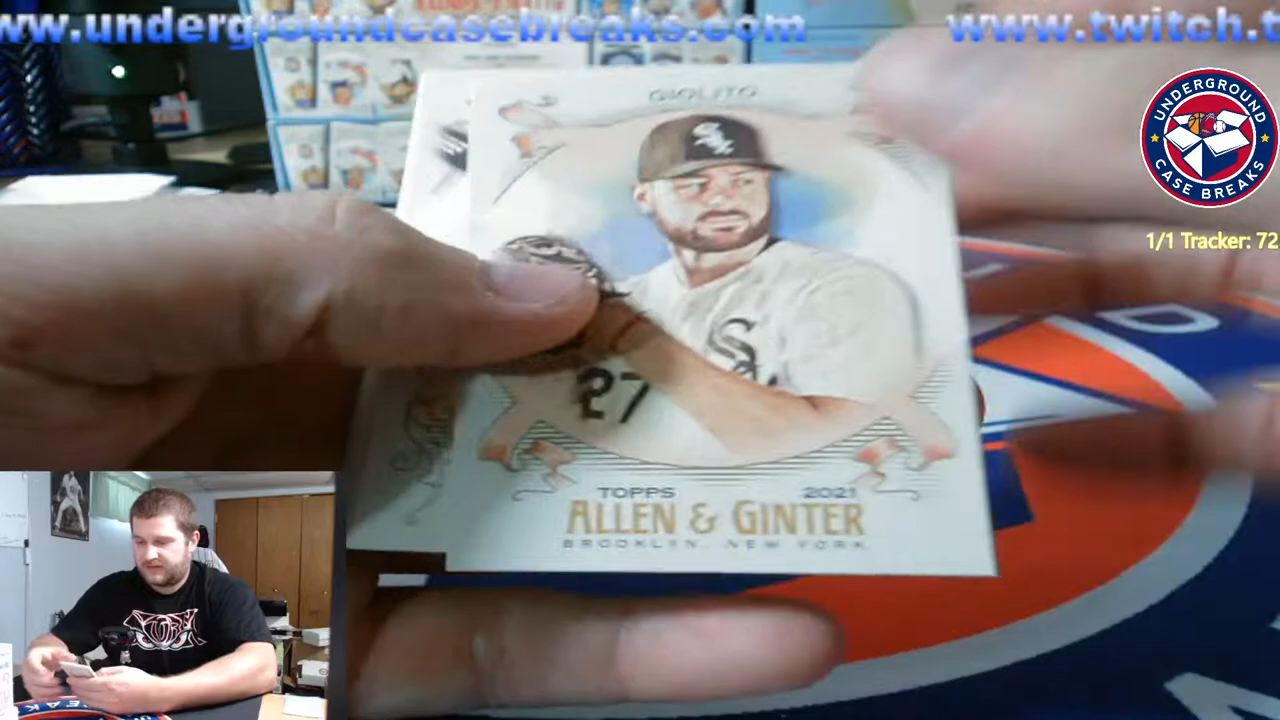 www.undergroundcasebreaks.com
www.twitch.t
UNDERGROUND
CASE BREAKS
1/1 Tracker: 72
GIOLITO
27
TOPPS 2021
ALLEN & GINTER
BROOKLYN, NEW YORK